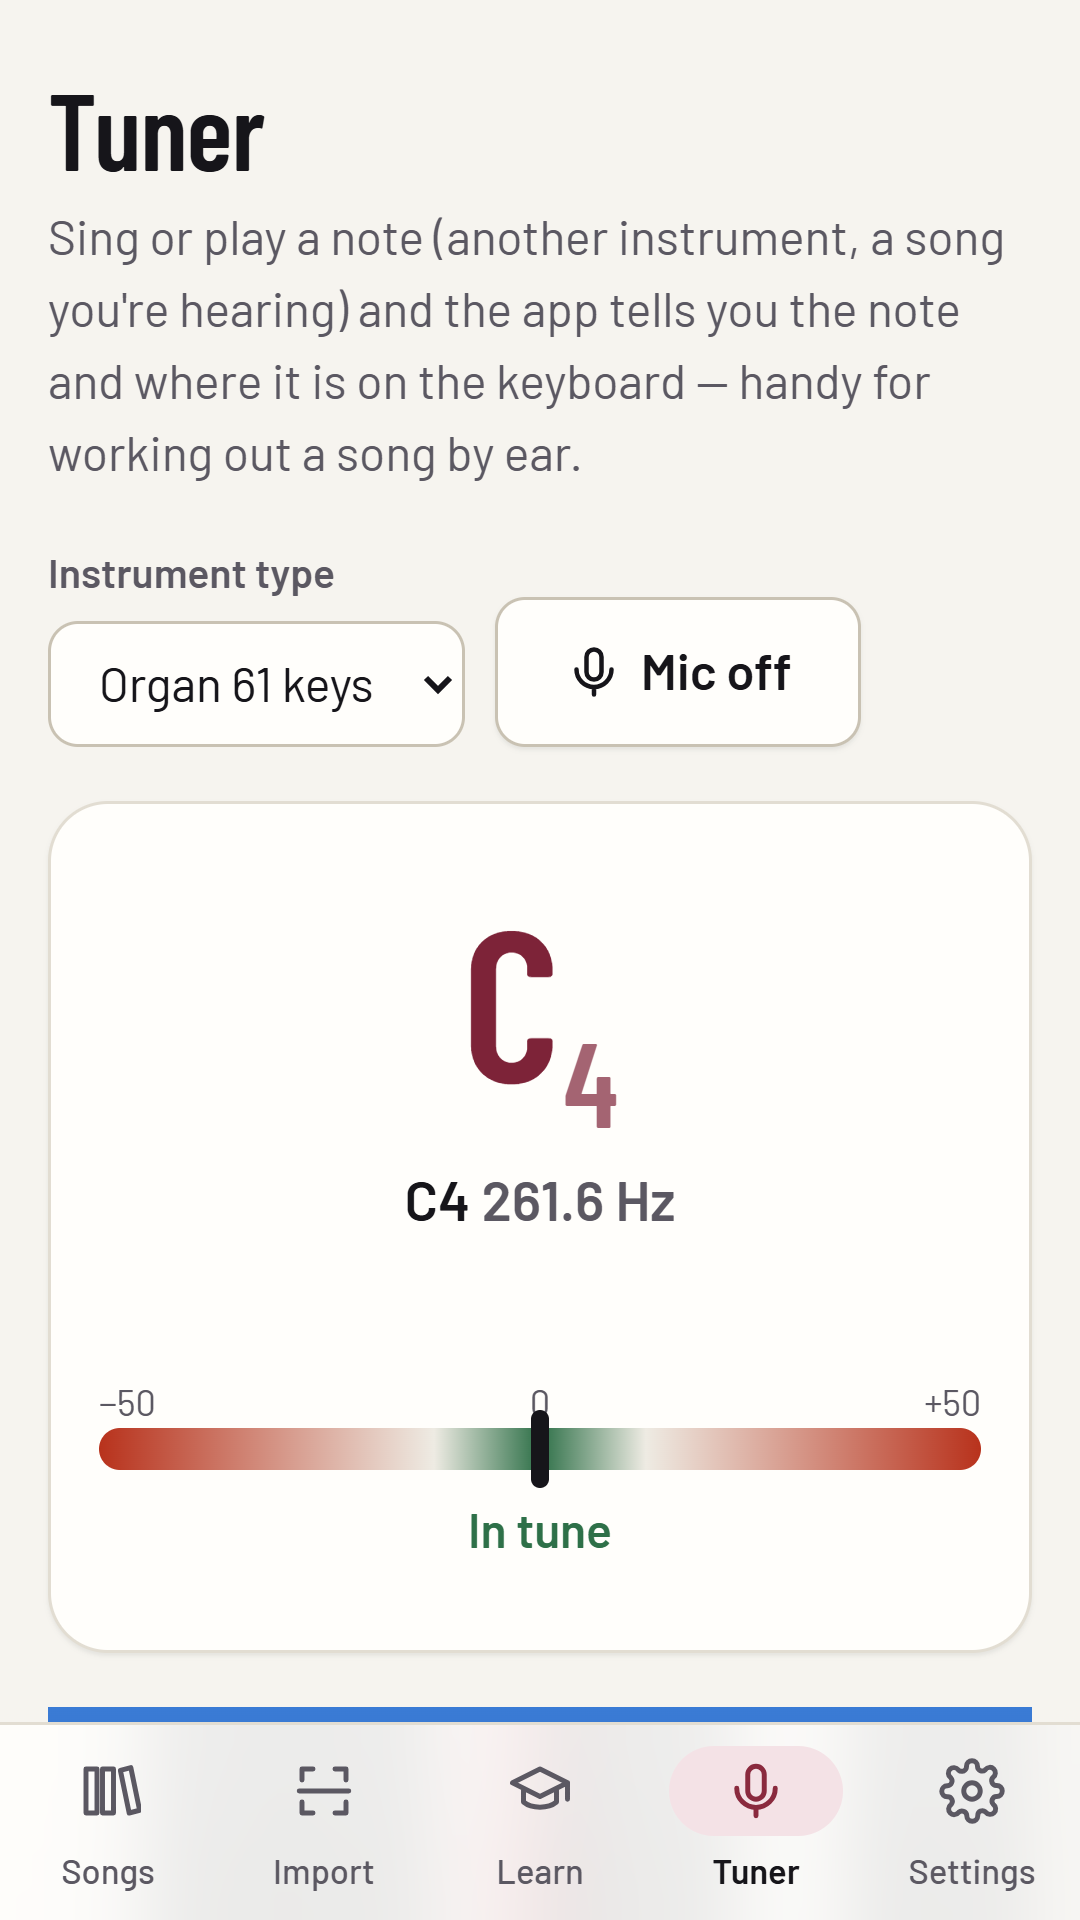 Tuner
Sing or play a note (another instrument, a song
you're hearing) and the app tells you the note
and where it is on the keyboard — handy for
working out a song by ear.
Instrument type
Organ 61 keys
Mic off
C4
C4 261.6 Hz
−50 0 +50
In tune
Songs Import Learn Tuner Settings